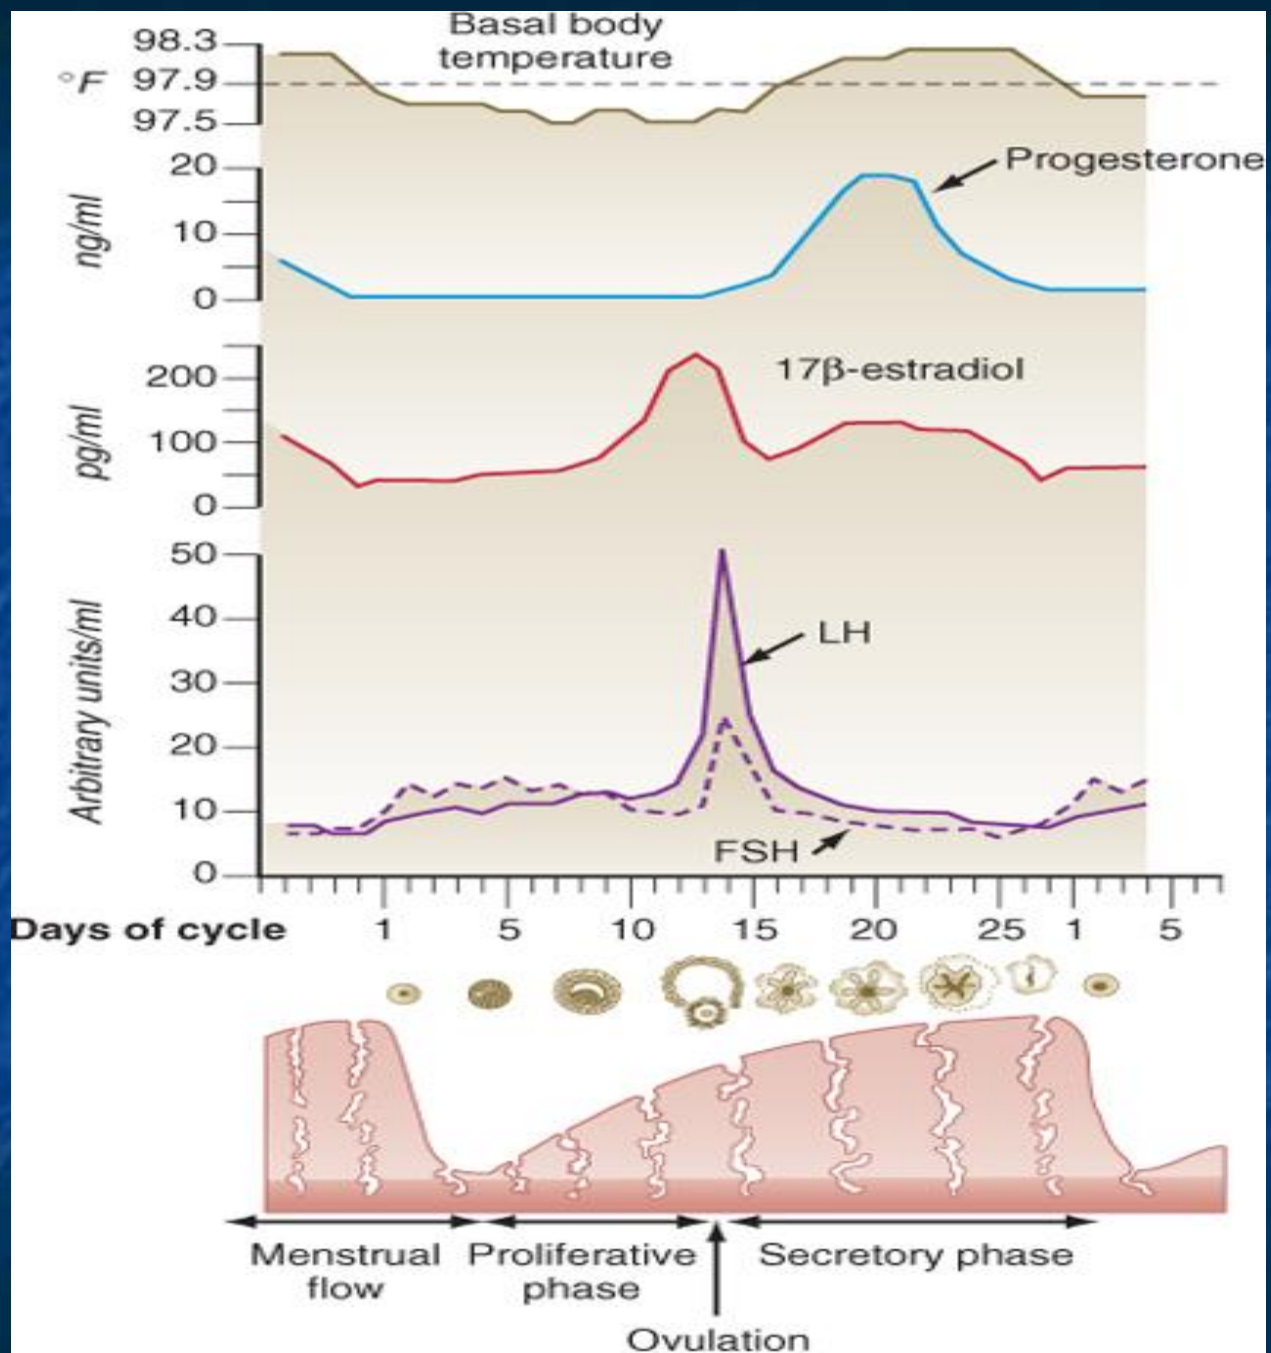 Basal body
temperature
98.3
°F 97.9
97.5
20
Progesterone
ng/ml
10
0
17β-estradiol
200
pg/ml
100
0
50
40
LH
Arbitrary units/ml
30
20
10
FSH
0
Days of cycle 1 5 10 15 20 25 1 5
Menstrual Proliferative Secretory phase
flow phase
Ovulation